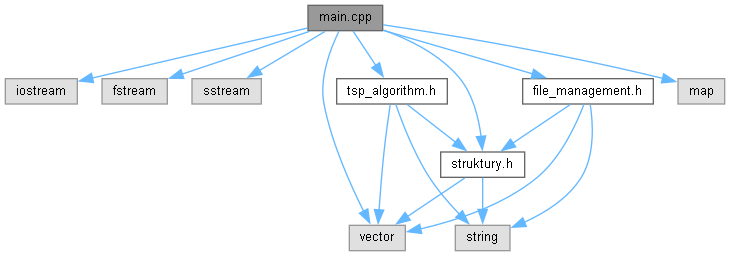 main.cpp
iostream
fstream
sstream
tsp_algorithm.h
file_management.h
map
struktury.h
vector
string